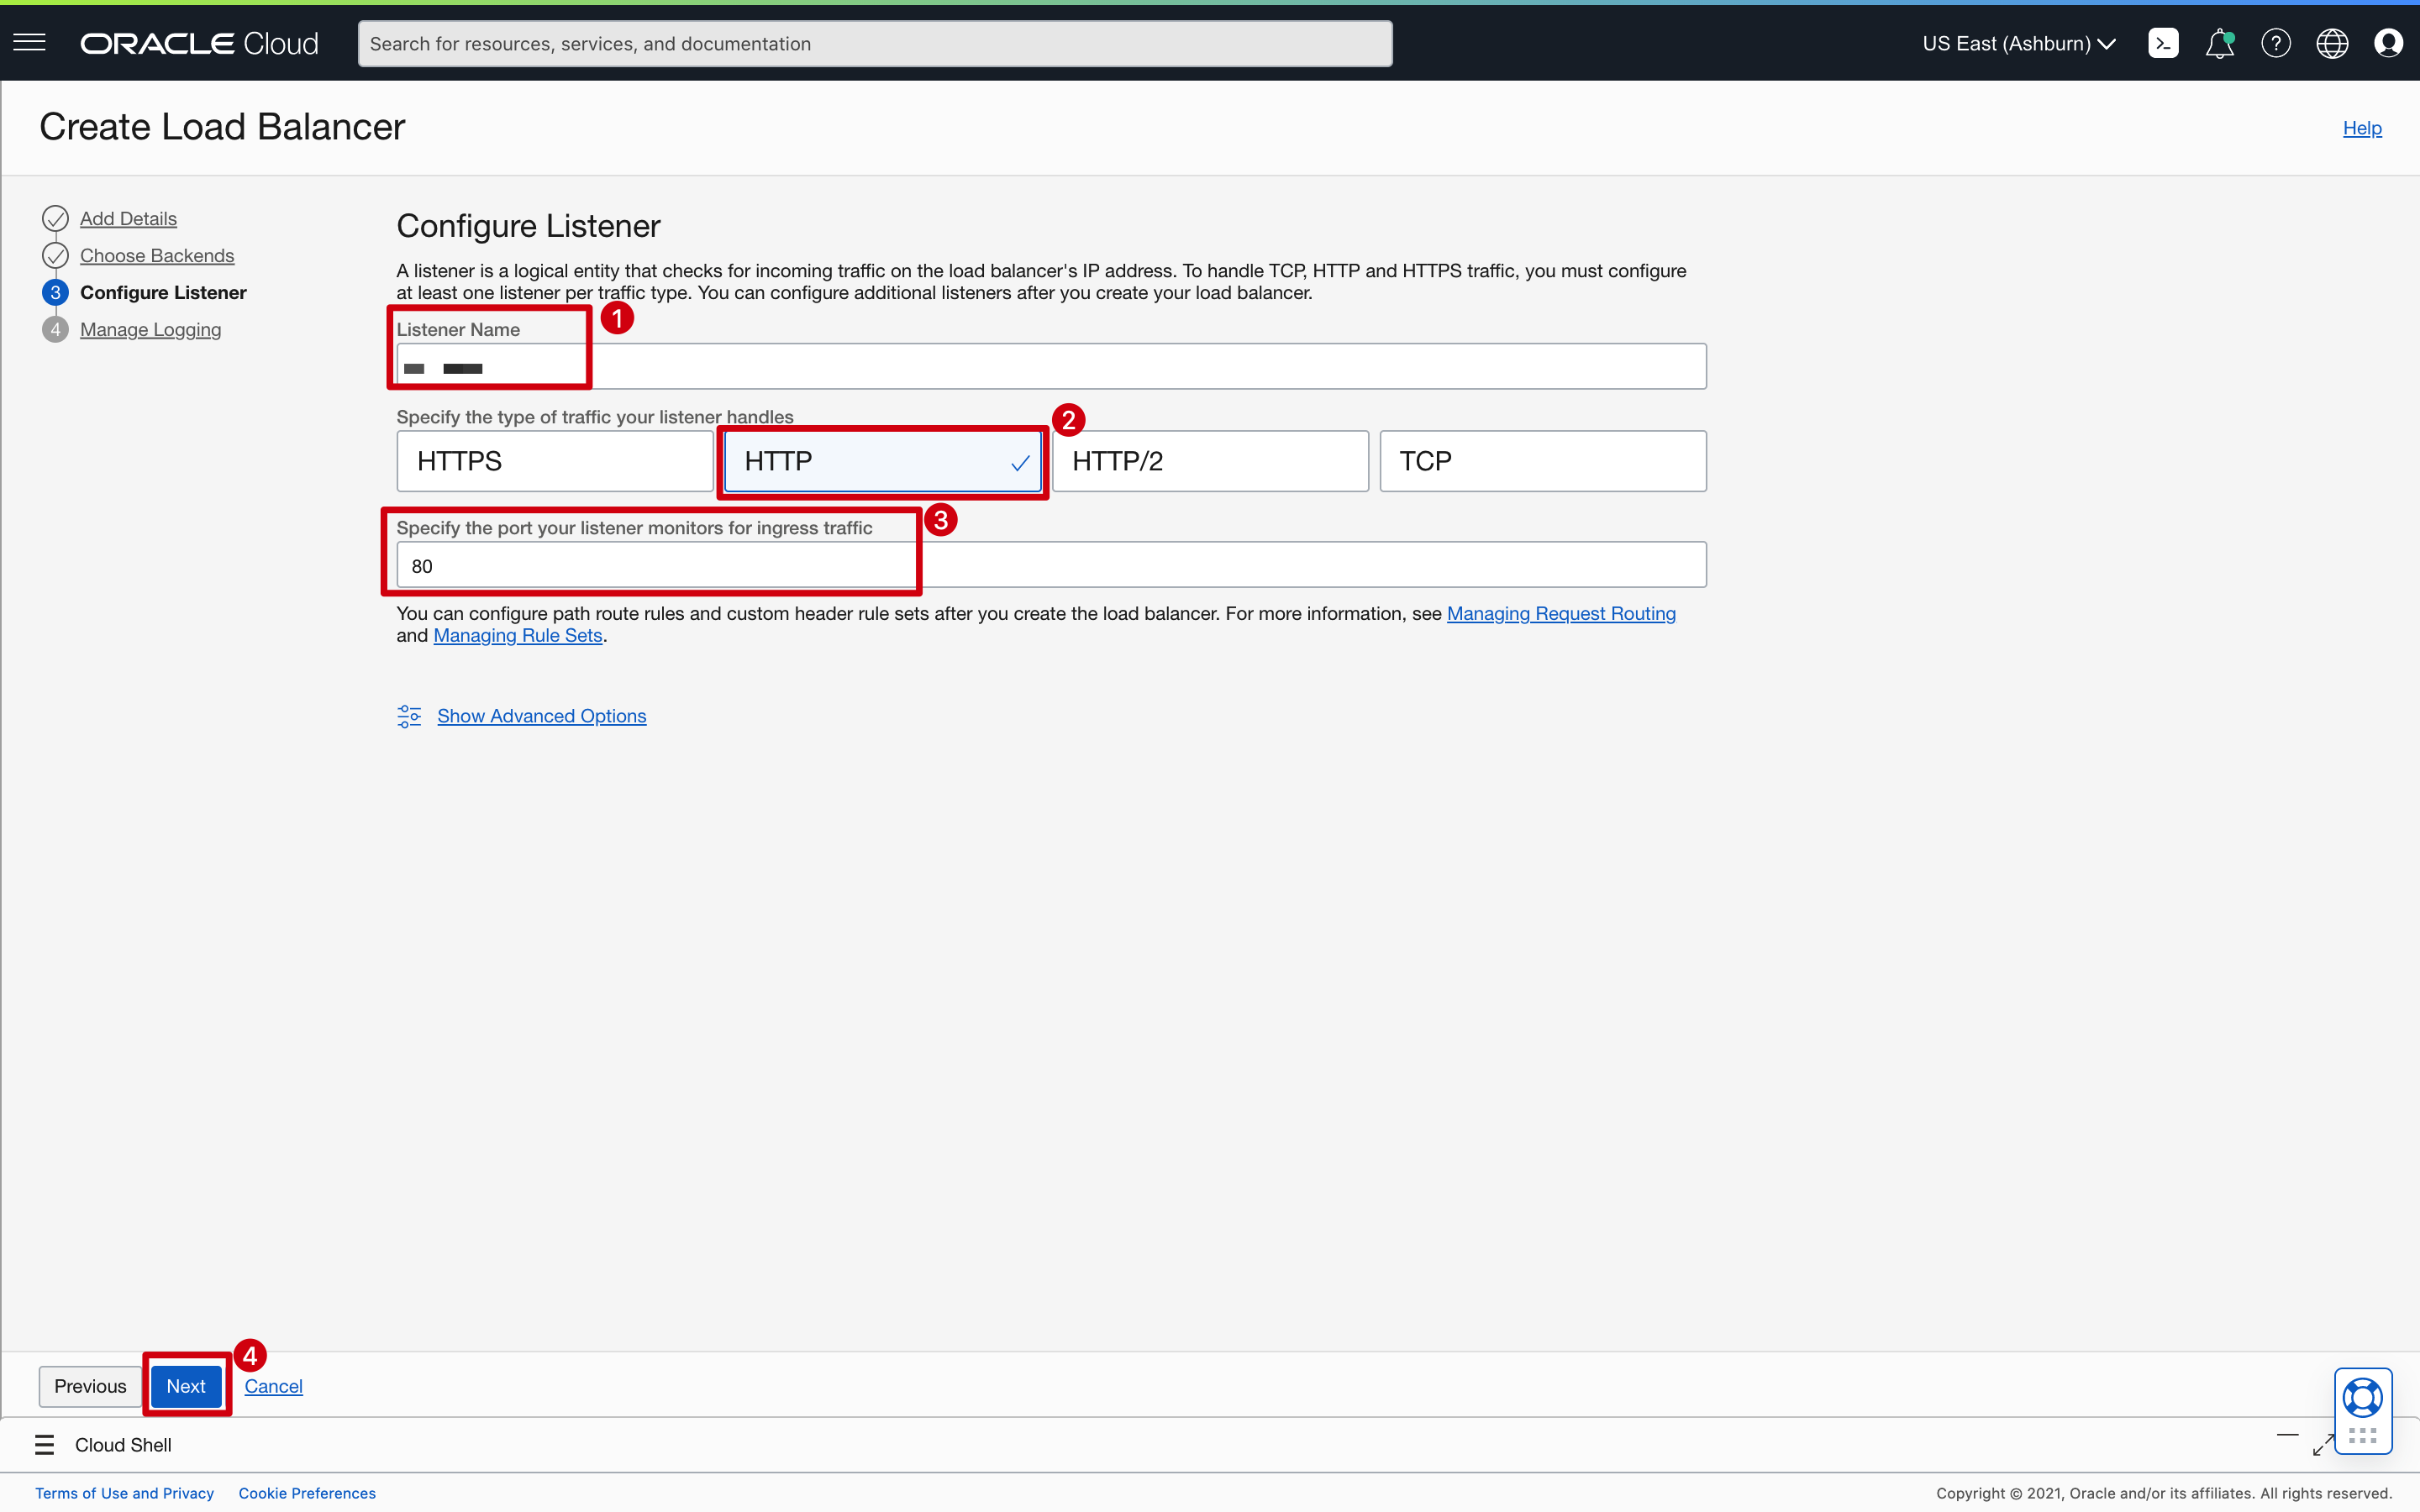 ORACLE Cloud
Search for resources, services, and documentation
US East (Ashburn)
Create Load Balancer
Help
Add Details
Choose Backends
3 Configure Listener
4 Manage Logging
Configure Listener
A listener is a logical entity that checks for incoming traffic on the load balancer's IP address. To handle TCP, HTTP and HTTPS traffic, you must configure
at least one listener per traffic type. You can configure additional listeners after you create your load balancer.
Listener Name
1
Specify the type of traffic your listener handles
2
HTTPS
HTTP
HTTP/2
TCP
Specify the port your listener monitors for ingress traffic
3
80
You can configure path route rules and custom header rule sets after you create the load balancer. For more information, see Managing Request Routing
and Managing Rule Sets.
Show Advanced Options
4
Previous
Next
Cancel
Cloud Shell
Terms of Use and Privacy
Cookie Preferences
Copyright © 2021, Oracle and/or its affiliates. All rights reserved.